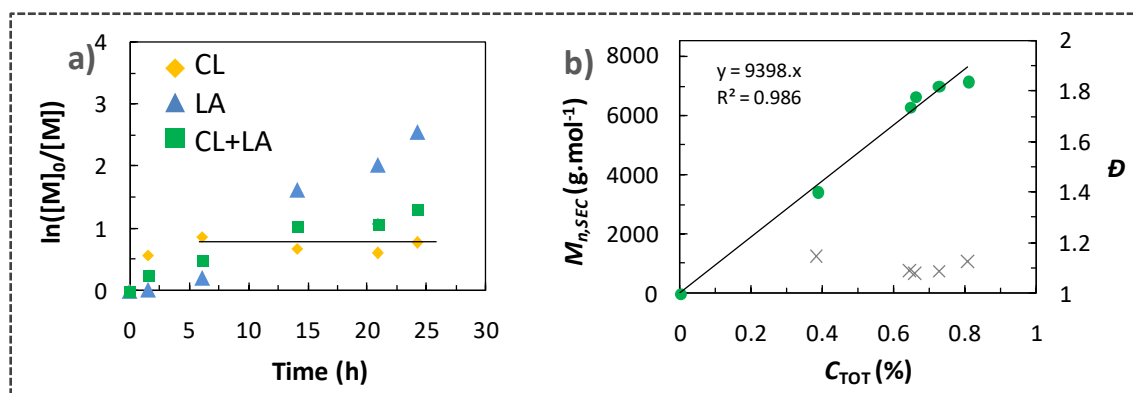 a)
CL
LA
CL+LA
ln([M]₀/[M])
4
3
2
1
0
0 5 10 15 20 25 30
Time (h)
b)
y = 9398.x
R² = 0.986
Mn,SEC (g.mol⁻¹)
8000
6000
4000
2000
0
2
1.8
1.6
1.4
1.2
1
Đ
0 0.2 0.4 0.6 0.8 1
CTOT (%)